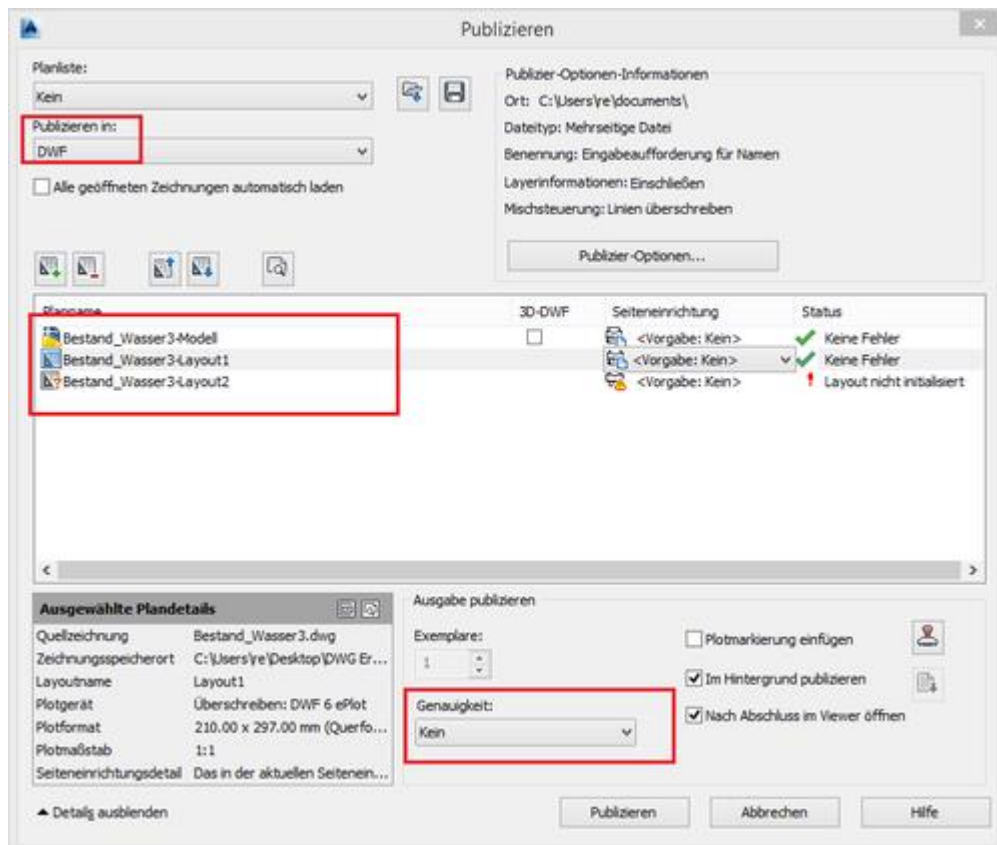 Publizieren
Planliste:
Kein
Publizieren in:
DWF
Alle geöffneten Zeichnungen automatisch laden
Publizier-Optionen-Informationen
Ort: C:\Users\re\documents\
Dateityp: Mehrseitige Datei
Benennung: Eingabeaufforderung für Namen
Layerinformationen: Einschließen
Mischsteuerung: Linien überschreiben
Publizier-Optionen...
Planname 3D-DWF Seiteneinrichtung Status
Bestand_Wasser3-Modell <Vorgabe: Kein> Keine Fehler
Bestand_Wasser3-Layout1 <Vorgabe: Kein> Keine Fehler
Bestand_Wasser3-Layout2 <Vorgabe: Kein> Layout nicht initialisiert
Ausgewählte Plandetails
Quellzeichnung Bestand_Wasser3.dwg
Zeichnungsspeicherort C:\Users\re\Desktop\DWG Er...
Layoutname Layout1
Plotgerät Überschreiben: DWF 6 ePlot
Plotformat 210.00 x 297.00 mm (Querfo...
Plotmaßstab 1:1
Seiteneinrichtungsdetail Das in der aktuellen Seitenein...
Ausgabe publizieren
Exemplare:
1
Genauigkeit:
Kein
Plotmarkierung einfügen
Im Hintergrund publizieren
Nach Abschluss im Viewer öffnen
Details ausblenden
Publizieren
Abbrechen
Hilfe